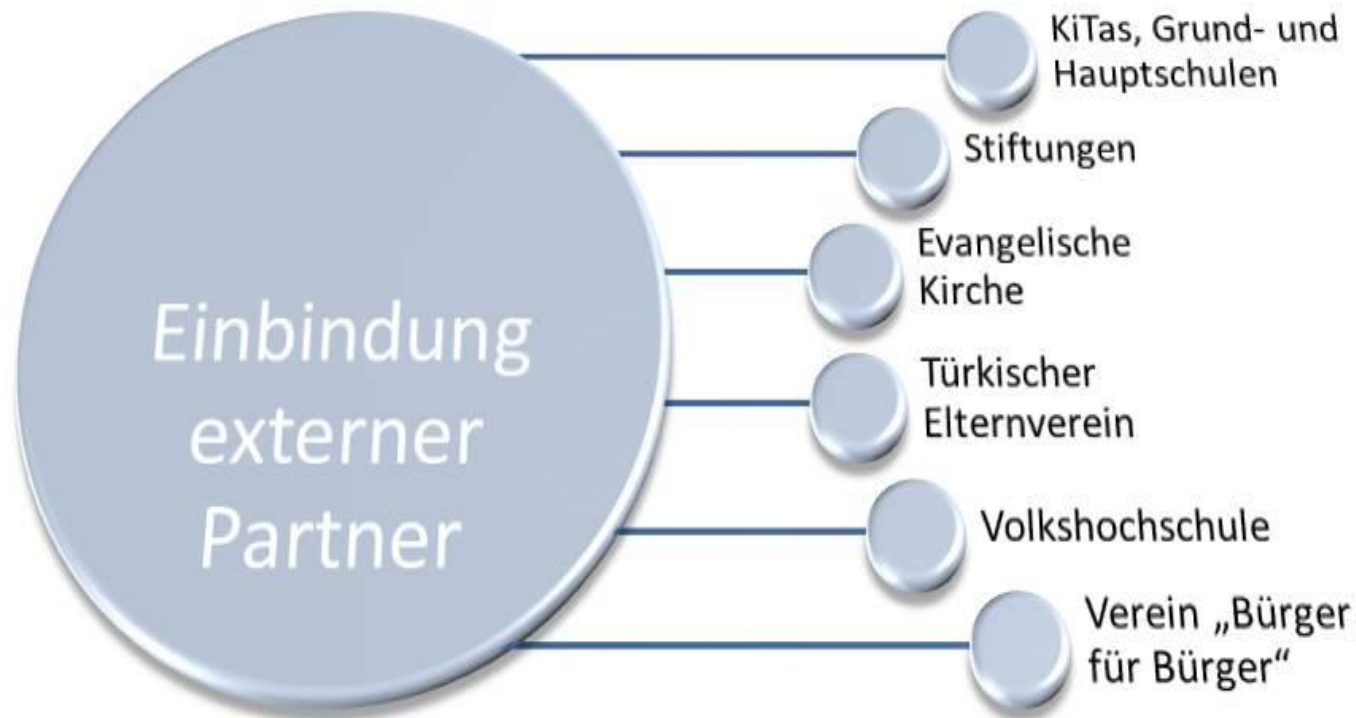 Einbindung
externer
Partner
KiTas, Grund- und
Hauptschulen
Stiftungen
Evangelische
Kirche
Türkischer
Elternverein
Volkshochschule
Verein „Bürger
für Bürger“